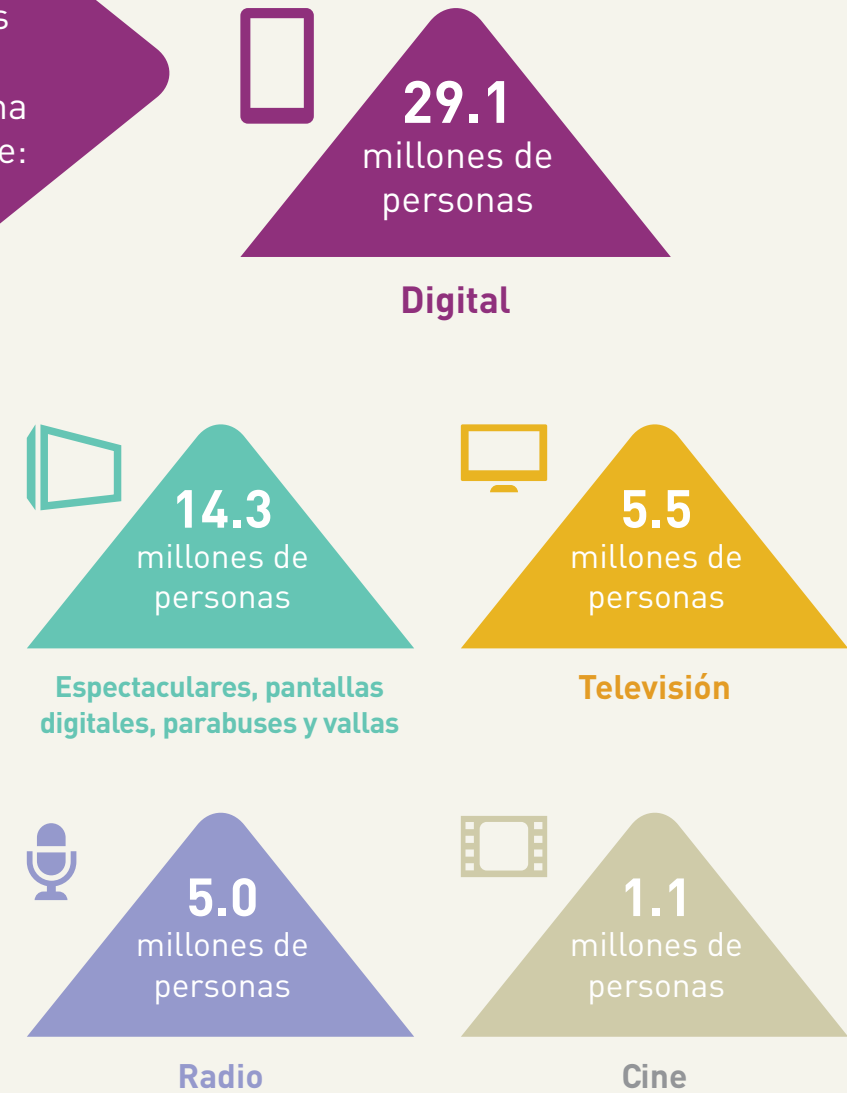 s
na
e:
29.1
millones de
personas
Digital
14.3
millones de
personas
Espectaculares, pantallas
digitales, parabuses y vallas
5.5
millones de
personas
Televisión
5.0
millones de
personas
Radio
1.1
millones de
personas
Cine